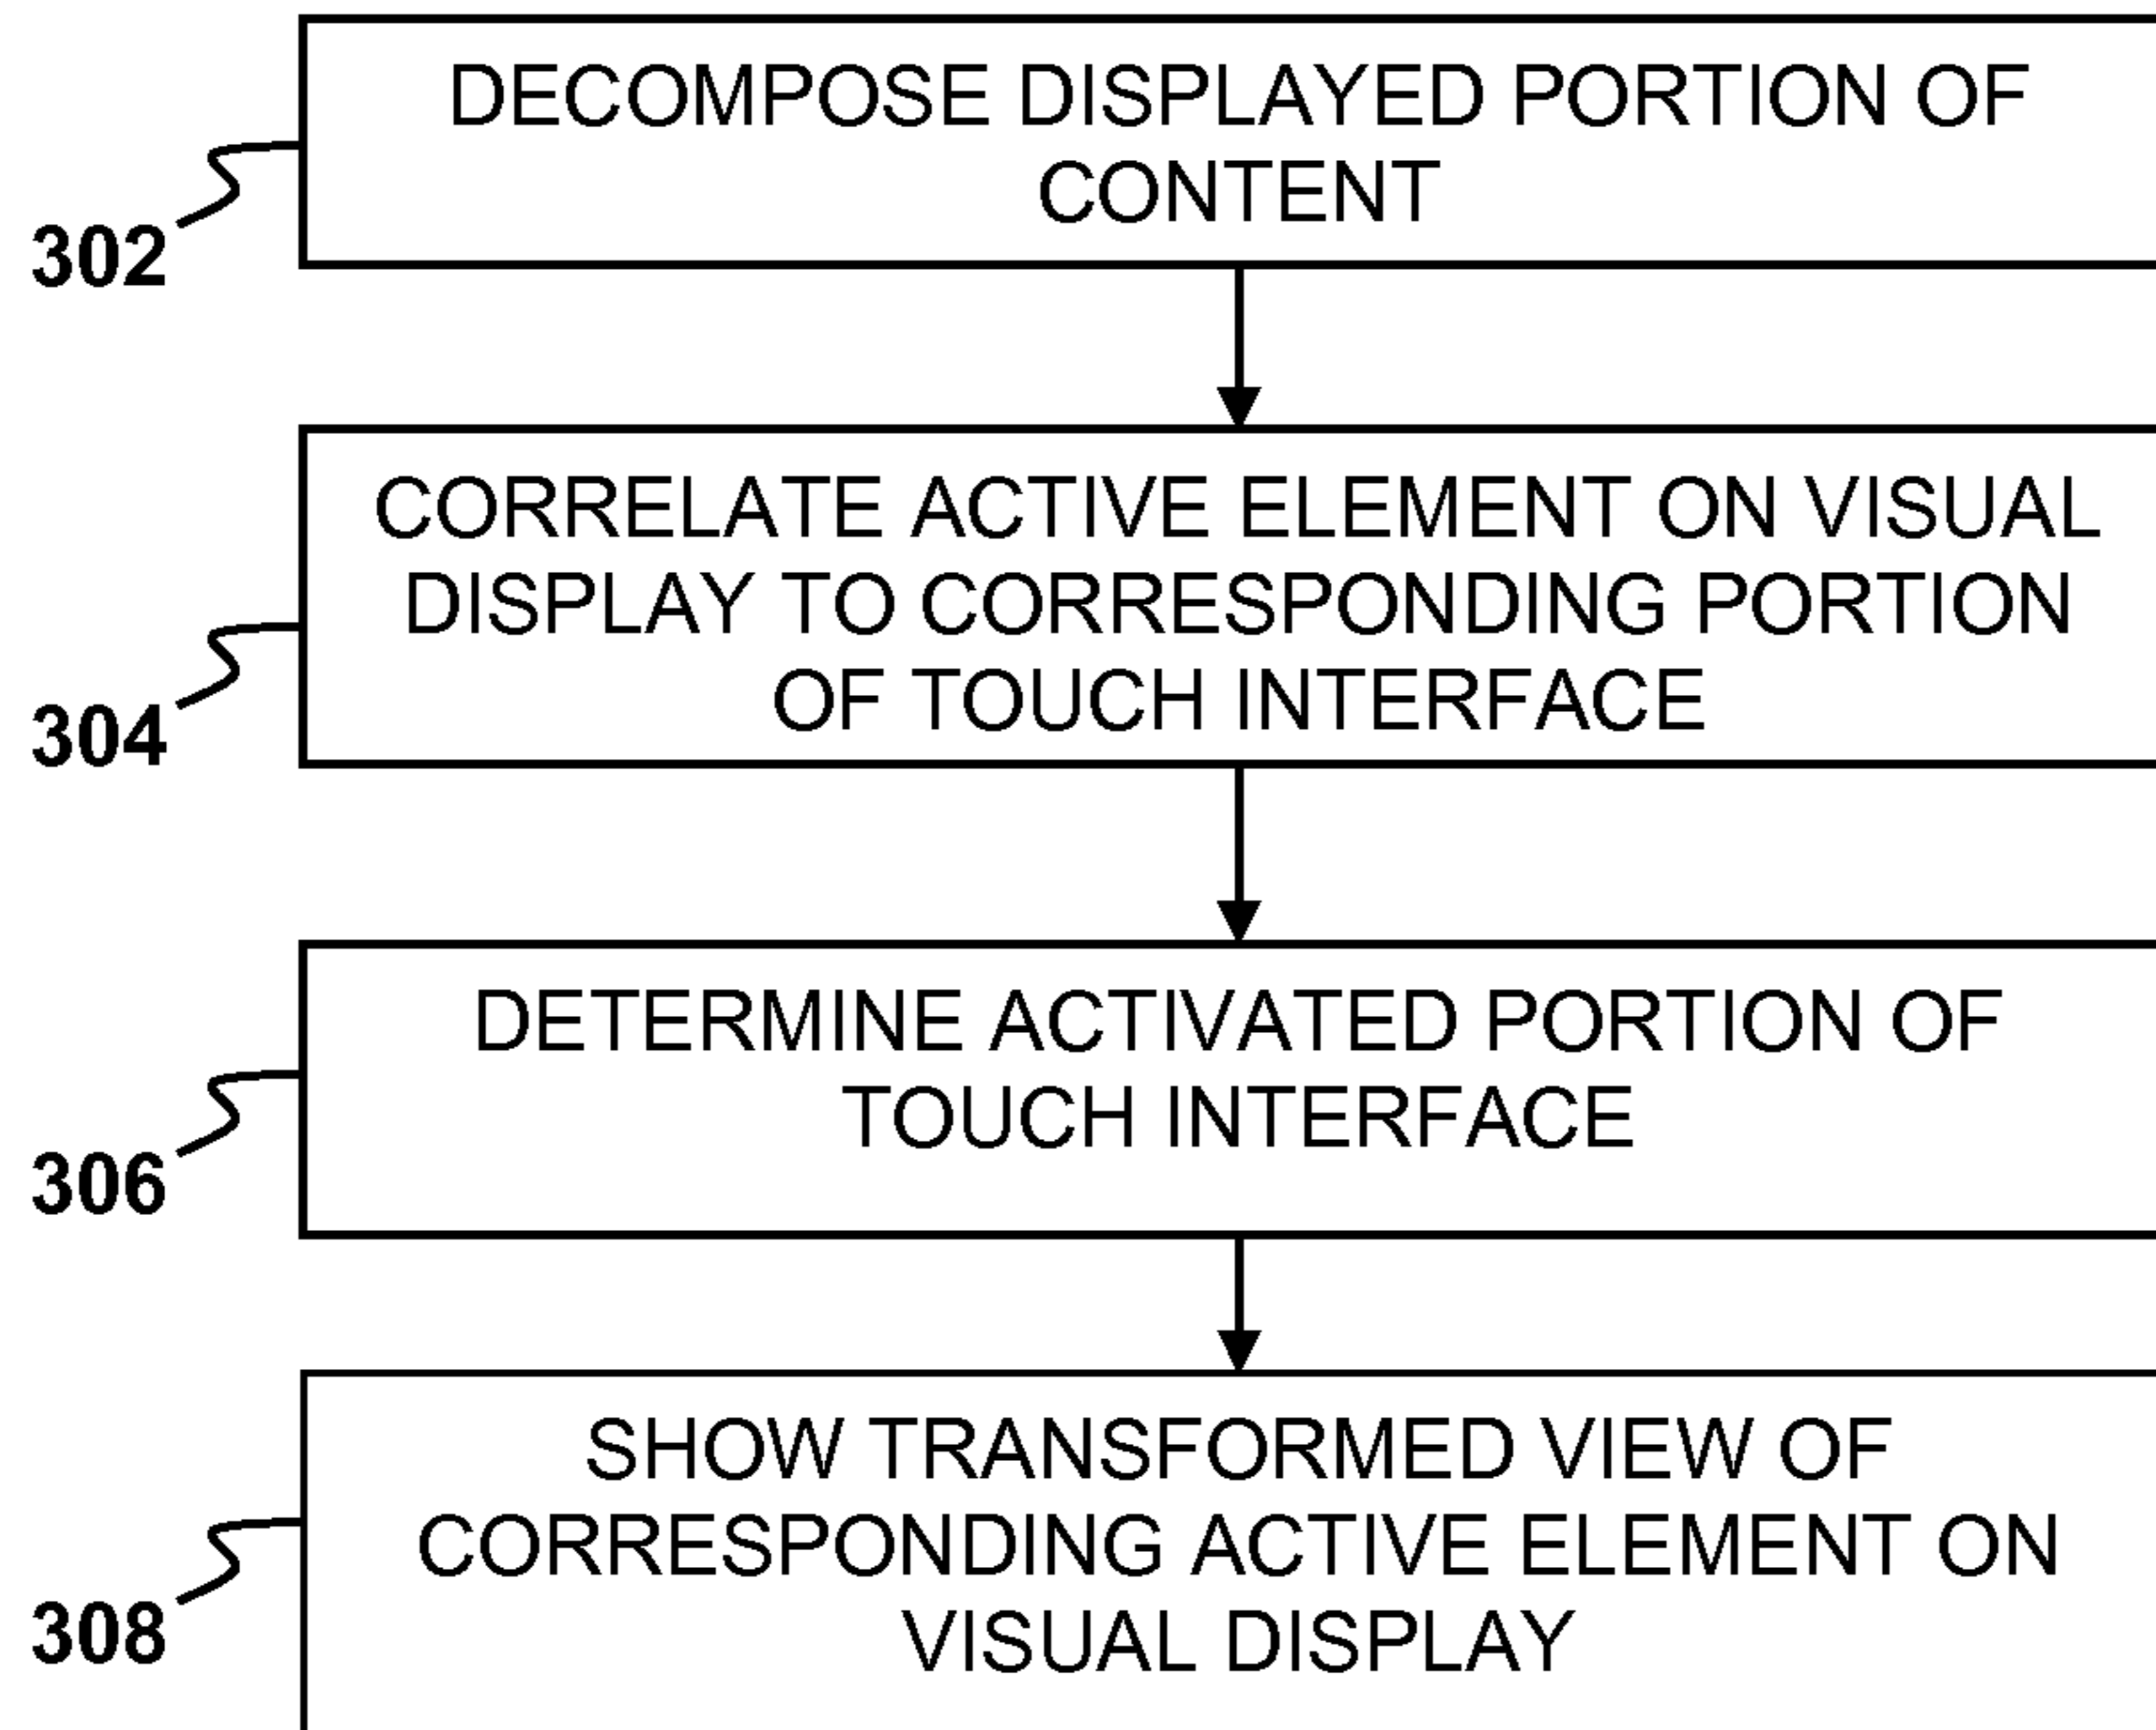 DECOMPOSE DISPLAYED PORTION OF
CONTENT
302
CORRELATE ACTIVE ELEMENT ON VISUAL
DISPLAY TO CORRESPONDING PORTION
OF TOUCH INTERFACE
304
DETERMINE ACTIVATED PORTION OF
TOUCH INTERFACE
306
SHOW TRANSFORMED VIEW OF
CORRESPONDING ACTIVE ELEMENT ON
VISUAL DISPLAY
308